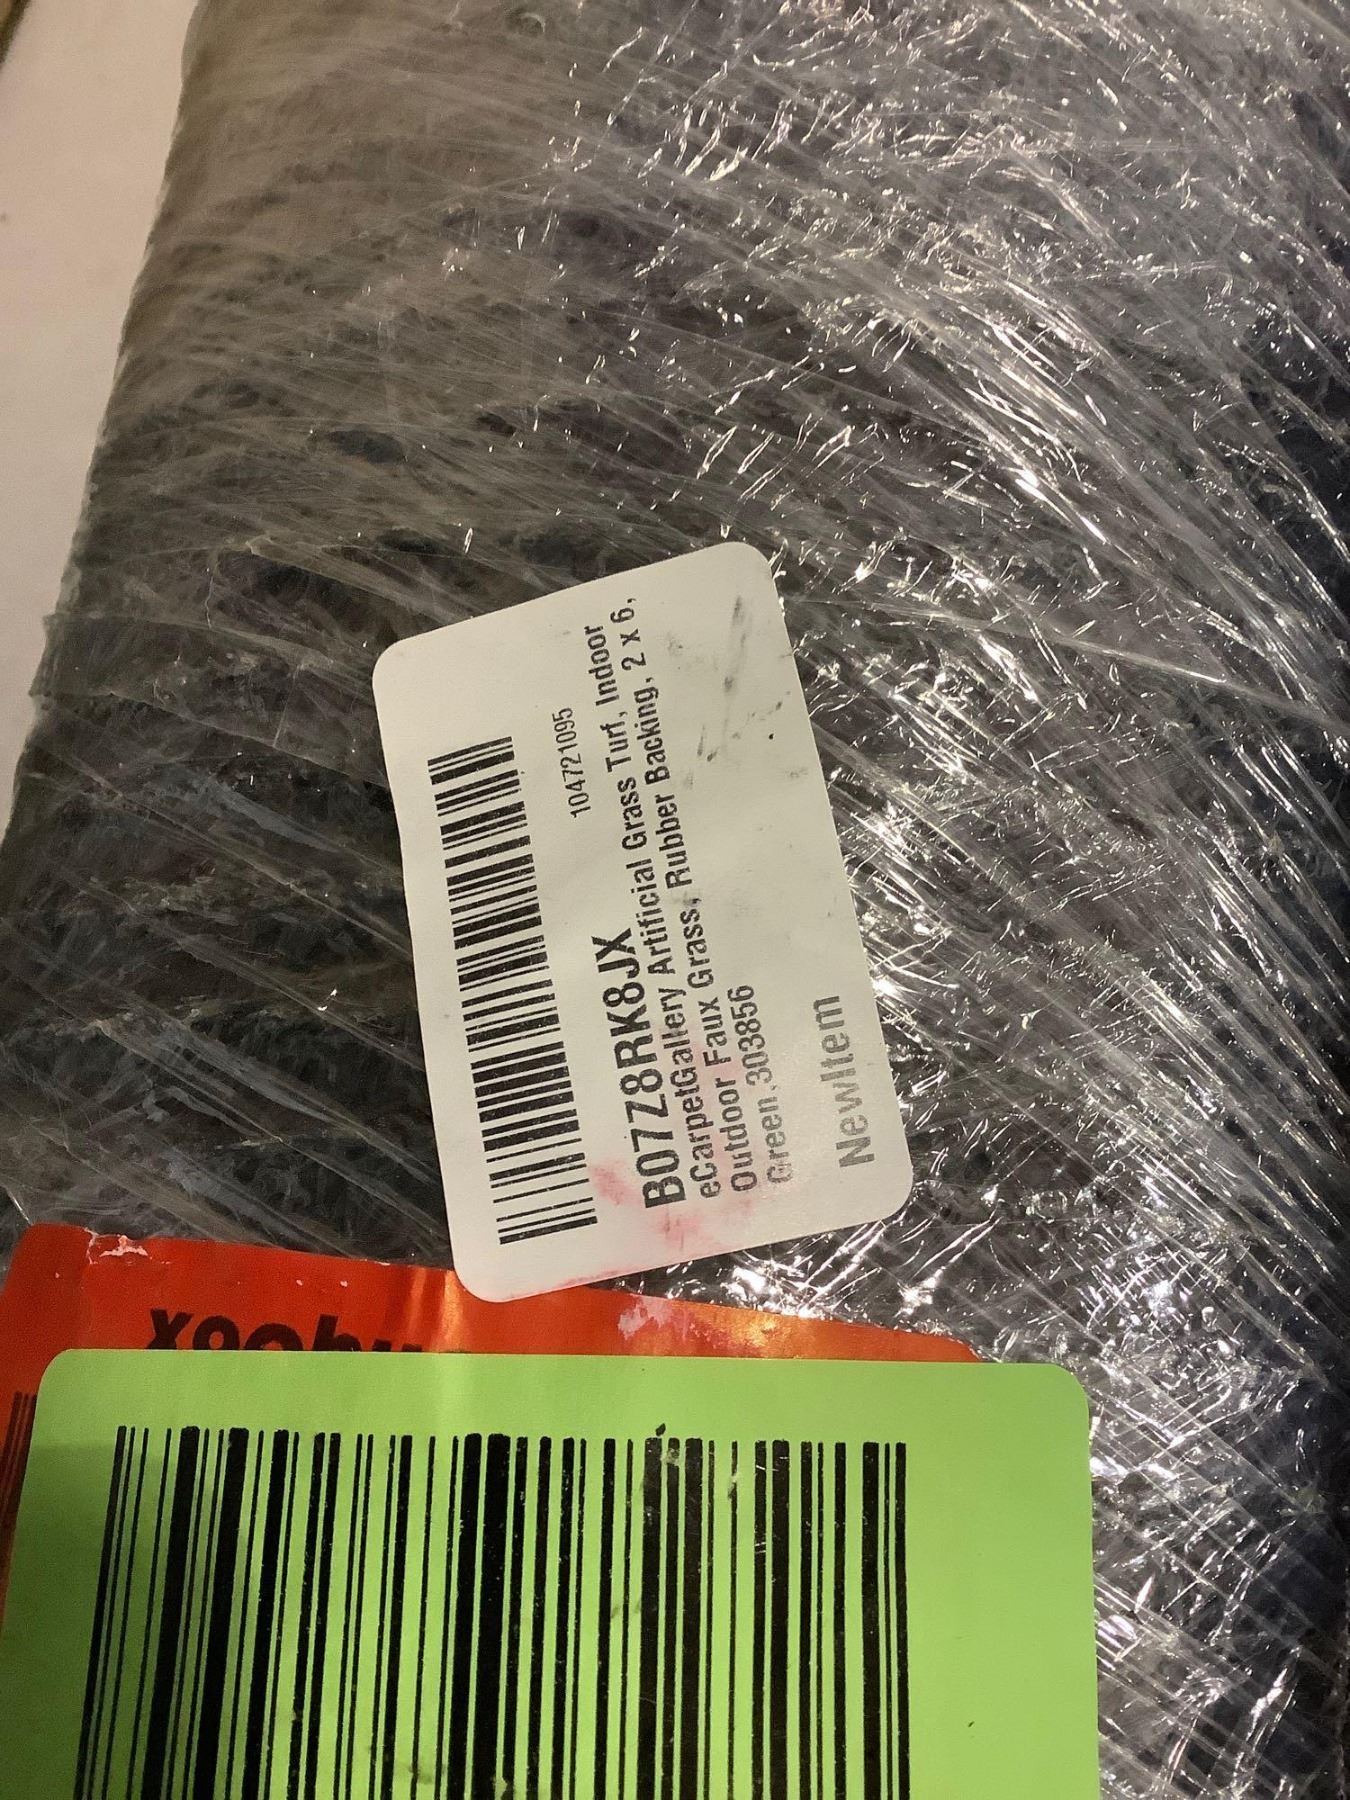 104721095
B07Z8RK8JX
eCarpetGallery Artificial Grass Turf, Indoor
Outdoor Faux Grass, Rubber Backing, 2 x 6,
Green,303856
NewItem